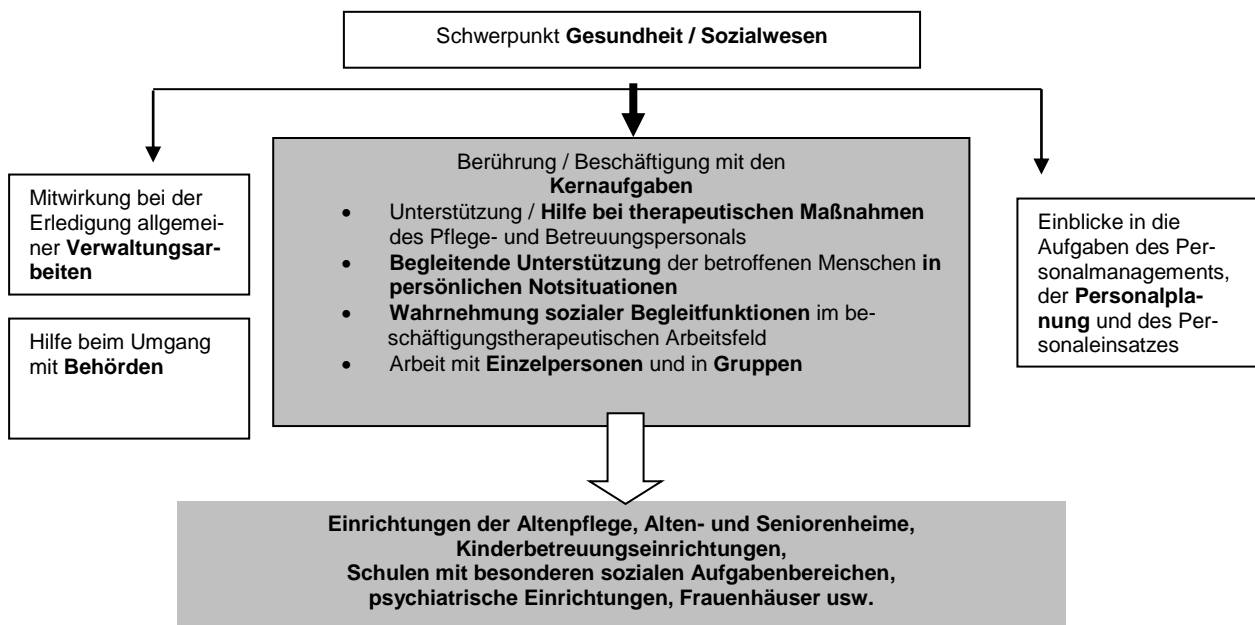 Schwerpunkt Gesundheit / Sozialwesen
Mitwirkung bei der
Erledigung allgemei-
ner Verwaltungsar-
beiten
Hilfe beim Umgang
mit Behörden
Berührung / Beschäftigung mit den
Kernaufgaben
• Unterstützung / Hilfe bei therapeutischen Maßnahmen
des Pflege- und Betreuungspersonals
• Begleitende Unterstützung der betroffenen Menschen in
persönlichen Notsituationen
• Wahrnehmung sozialer Begleitfunktionen im be-
schäftigungstherapeutischen Arbeitsfeld
• Arbeit mit Einzelpersonen und in Gruppen
Einblicke in die
Aufgaben des Per-
sonalmanagements,
der Personalpla-
nung und des Per-
sonaleinsatzes
Einrichtungen der Altenpflege, Alten- und Seniorenheime,
Kinderbetreuungseinrichtungen,
Schulen mit besonderen sozialen Aufgabenbereichen,
psychiatrische Einrichtungen, Frauenhäuser usw.